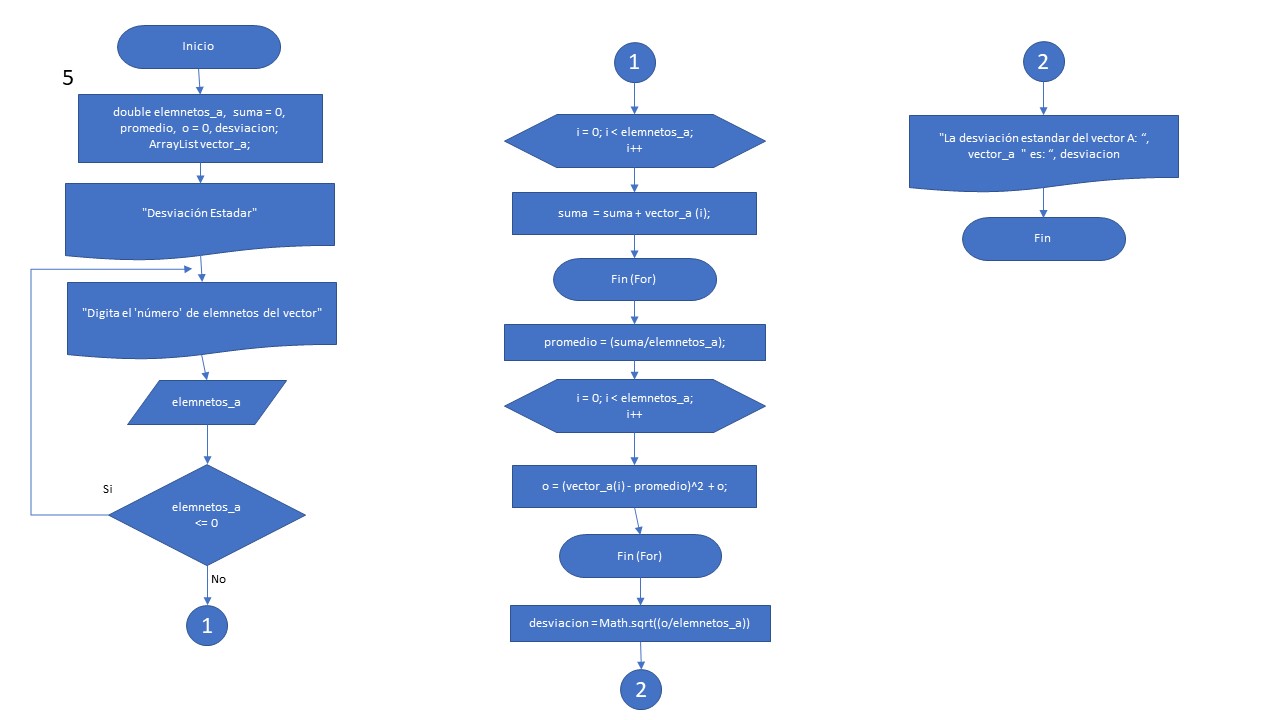 Inicio
5
double elemnetos_a, suma = 0,
promedio, o = 0, desviacion;
ArrayList vector_a;
"Desviación Estadar"
"Digita el 'número' de elemnetos del vector"
elemnetos_a
Si
elemnetos_a
<= 0
No
1
1
i = 0; i < elemnetos_a;
i++
suma = suma + vector_a (i);
Fin (For)
promedio = (suma/elemnetos_a);
i = 0; i < elemnetos_a;
i++
o = (vector_a(i) - promedio)^2 + o;
Fin (For)
desviacion = Math.sqrt((o/elemnetos_a))
2
2
"La desviación estandar del vector A: “,
vector_a " es: “, desviacion
Fin